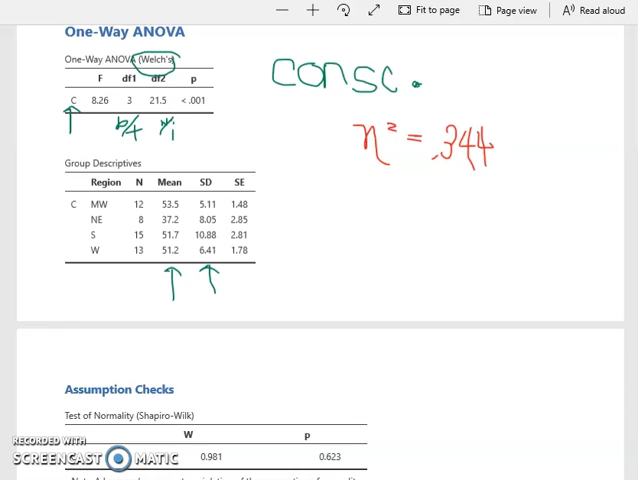 Fit to page
Page view
Read aloud
One-Way ANOVA
One-Way ANOVA (Welch's)
F df1 df2 p
C 8.26 3 21.5 < .001
b/t w/i
consc.
η² = .344
Group Descriptives
Region N Mean SD SE
C MW 12 53.5 5.11 1.48
NE 8 37.2 8.05 2.85
S 15 51.7 10.88 2.81
W 13 51.2 6.41 1.78
Assumption Checks
Test of Normality (Shapiro-Wilk)
W p
0.981 0.623
RECORDED WITH
SCREENCAST MATIC